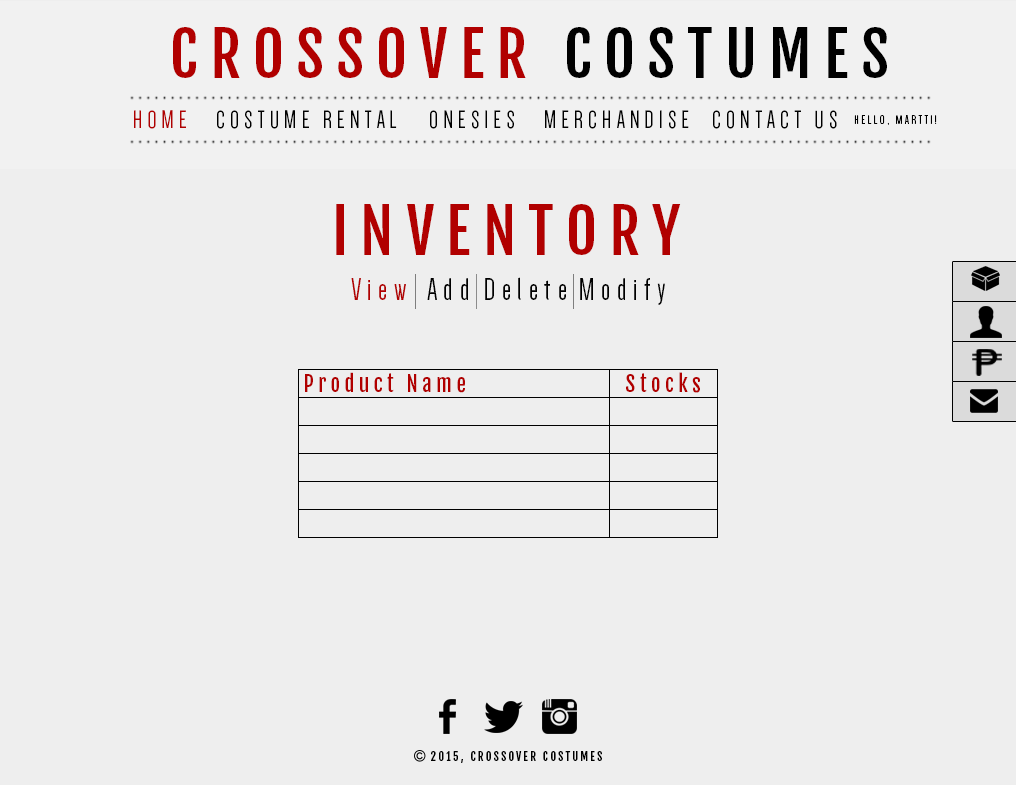 CROSSOVER COSTUMES
HOME COSTUME RENTAL ONESIES MERCHANDISE CONTACT US HELLO, MARTTI!
INVENTORY
View Add Delete Modify
Product Name Stocks
© 2015, CROSSOVER COSTUMES